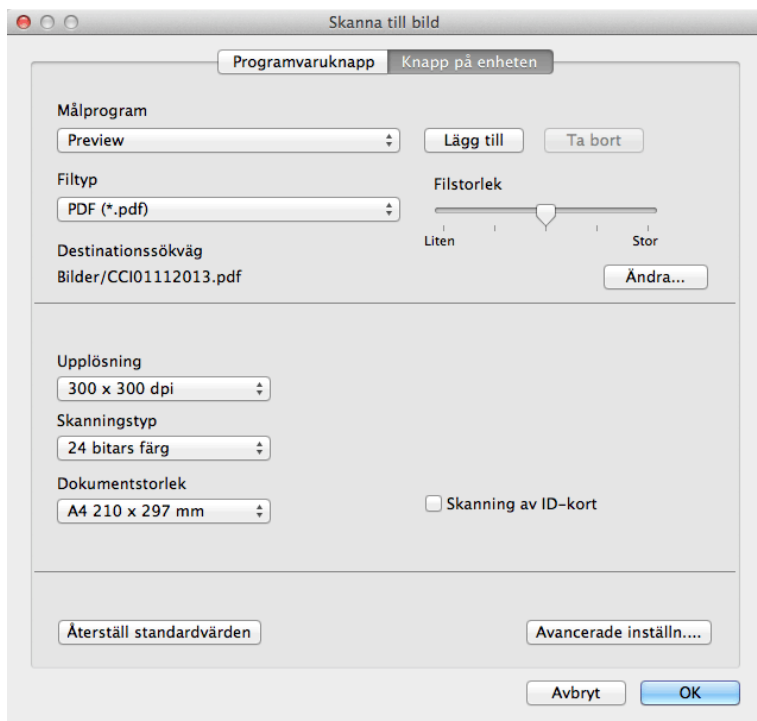 Skanna till bild
Programvaruknapp Knapp på enheten
Målprogram
Preview Lägg till Ta bort
Filtyp Filstorlek
PDF (*.pdf)
Liten Stor
Destinationssökväg
Bilder/CCI01112013.pdf Ändra...
Upplösning
300 x 300 dpi
Skanningstyp
24 bitars färg
Dokumentstorlek
A4 210 x 297 mm Skanning av ID-kort
Återställ standardvärden Avancerade inställn....
Avbryt OK